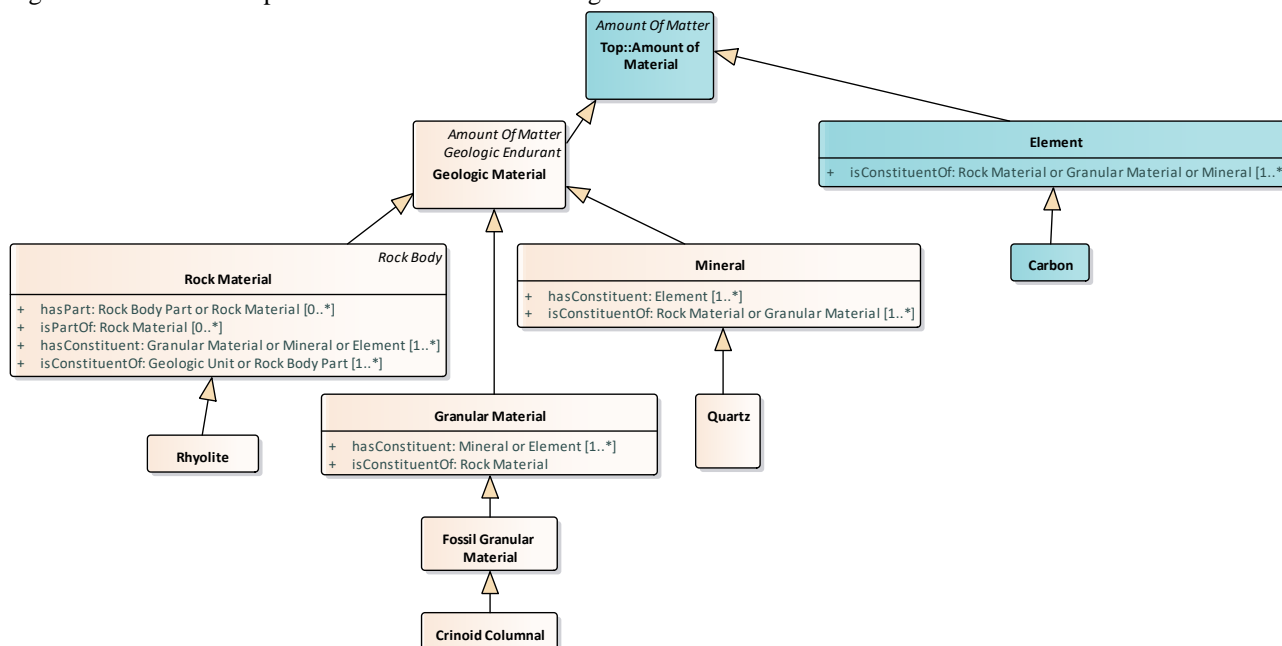 Amount Of Matter
Top::Amount of
Material
Amount Of Matter
Geologic Endurant
Geologic Material
Element
+ isConstituentOf: Rock Material or Granular Material or Mineral [1..*
Rock Body
Rock Material
+ hasPart: Rock Body Part or Rock Material [0..*]
+ isPartOf: Rock Material [0..*]
+ hasConstituent: Granular Material or Mineral or Element [1..*]
+ isConstituentOf: Geologic Unit or Rock Body Part [1..*]
Mineral
+ hasConstituent: Element [1..*]
+ isConstituentOf: Rock Material or Granular Material [1..*]
Carbon
Rhyolite
Granular Material
+ hasConstituent: Mineral or Element [1..*]
+ isConstituentOf: Rock Material
Quartz
Fossil Granular
Material
Crinoid Columnal